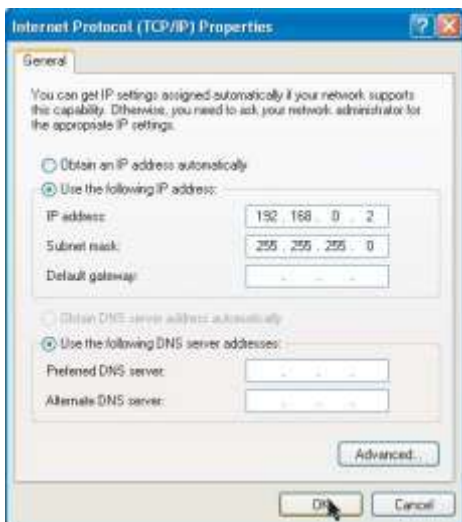 Internet Protocol (TCP/IP) Properties
General
You can get IP settings assigned automatically if your network supports
this capability. Otherwise, you need to ask your network administrator for
the appropriate IP settings.
Obtain an IP address automatically
Use the following IP address:
IP address: 192 . 168 . 0 . 2
Subnet mask: 255 . 255 . 255 . 0
Default gateway: . . .
Obtain DNS server address automatically
Use the following DNS server addresses:
Preferred DNS server: . . .
Alternate DNS server: . . .
Advanced...
OK Cancel